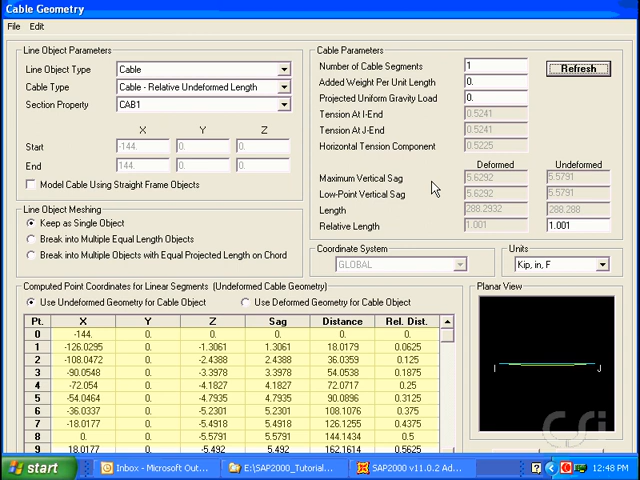 Cable Geometry
File Edit
Line Object Parameters
Line Object Type Cable
Cable Type Cable - Relative Undeformed Length
Section Property CAB1
X Y Z
Start -144. 0. 0.
End 144. 0. 0.
Model Cable Using Straight Frame Objects
Line Object Meshing
Keep as Single Object
Break into Multiple Equal Length Objects
Break into Multiple Objects with Equal Projected Length on Chord
Cable Parameters
Number of Cable Segments 1
Added Weight Per Unit Length 0.
Projected Uniform Gravity Load 0.
Tension At I-End 0.5241
Tension At J-End 0.5241
Horizontal Tension Component 0.5225
Refresh
Deformed Undeformed
Maximum Vertical Sag 5.6292 5.5791
Low-Point Vertical Sag 5.6292 5.5791
Length 288.2932 288.288
Relative Length 1.001 1.001
Coordinate System
GLOBAL
Units
Kip, in, F
Computed Point Coordinates for Linear Segments (Undeformed Cable Geometry)
Use Undeformed Geometry for Cable Object Use Deformed Geometry for Cable Object
Pt. X Y Z Sag Distance Rel. Dist.
0 -144. 0. 0. 0. 0. 0.
1 -126.0295 0. -1.3061 1.3061 18.0179 0.0625
2 -108.0472 0. -2.4388 2.4388 36.0359 0.125
3 -90.0548 0. -3.3978 3.3978 54.0538 0.1875
4 -72.054 0. -4.1827 4.1827 72.0717 0.25
5 -54.0464 0. -4.7935 4.7935 90.0896 0.3125
6 -36.0337 0. -5.2301 5.2301 108.1076 0.375
7 -18.0177 0. -5.4918 5.4918 126.1255 0.4375
8 0. 0. -5.5791 5.5791 144.1434 0.5
9 18.0177 0. -5.492 5.492 162.1614 0.5625
Planar View
I J
CSi
start
Inbox - Microsoft Out...
E:\SAP2000_Tutorial...
SAP2000 v11.0.2 Ad...
12:48 PM